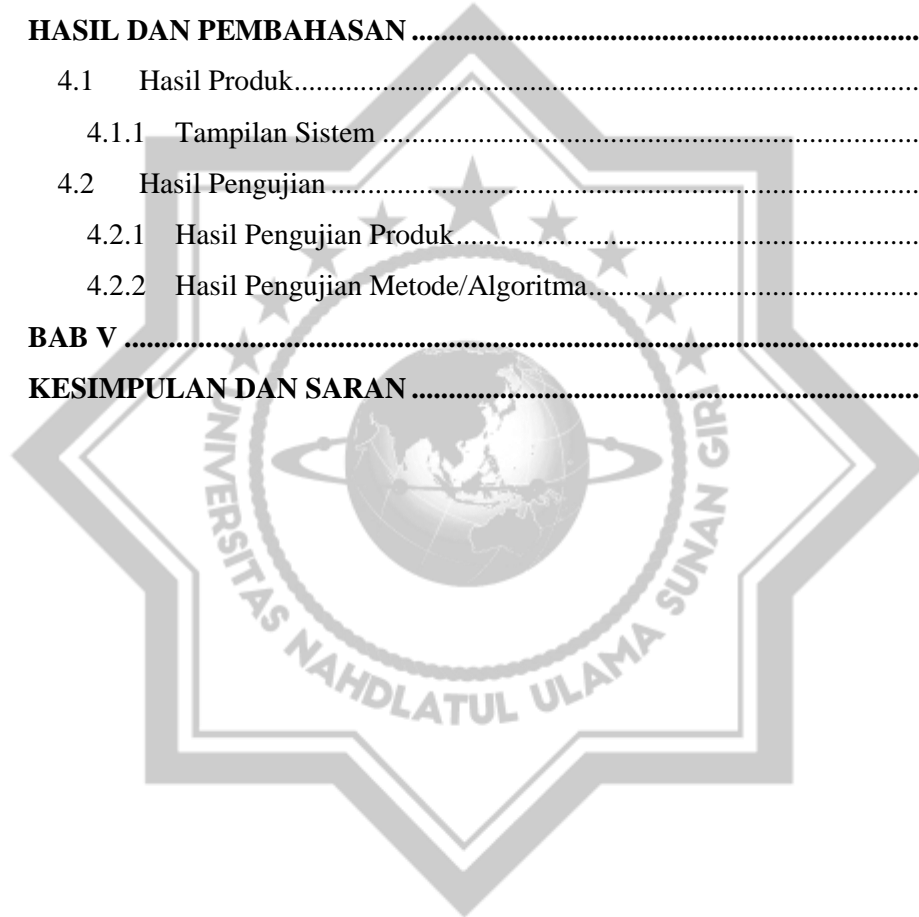 HASIL DAN PEMBAHASAN ......................................................................
4.1 Hasil Produk......................................................................................
4.1.1 Tampilan Sistem ..........................................................................
4.2 Hasil Pengujian .................................................................................
4.2.1 Hasil Pengujian Produk................................................................
4.2.2 Hasil Pengujian Metode/Algoritma..............................................
BAB V ..............................................................................................................
KESIMPULAN DAN SARAN ......................................................................
UNIVERSITAS NAHDLATUL ULAMA SUNAN GIRI